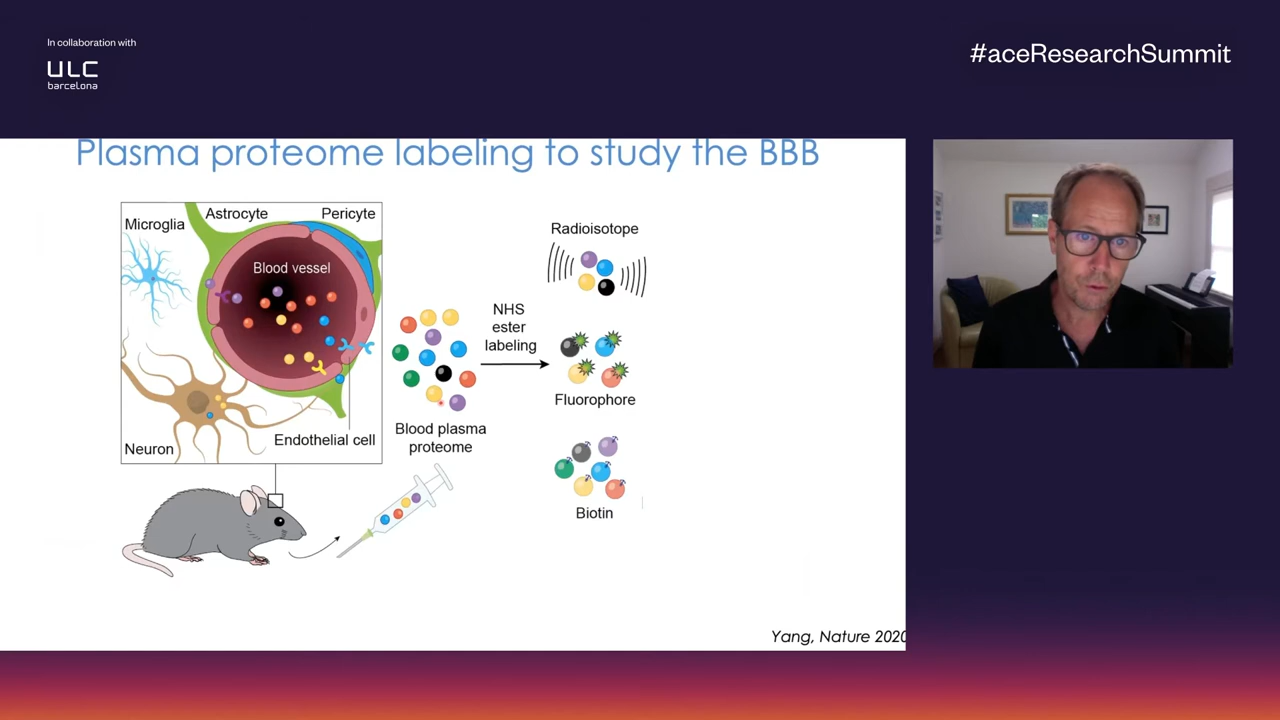 In collaboration with
ULC
barcelona
#aceResearchSummit
Plasma proteome labeling to study the BBB
Microglia
Astrocyte
Pericyte
Blood vessel
Neuron
Endothelial cell
Blood plasma
proteome
NHS
ester
labeling
Radioisotope
Fluorophore
Biotin
Yang, Nature 2020